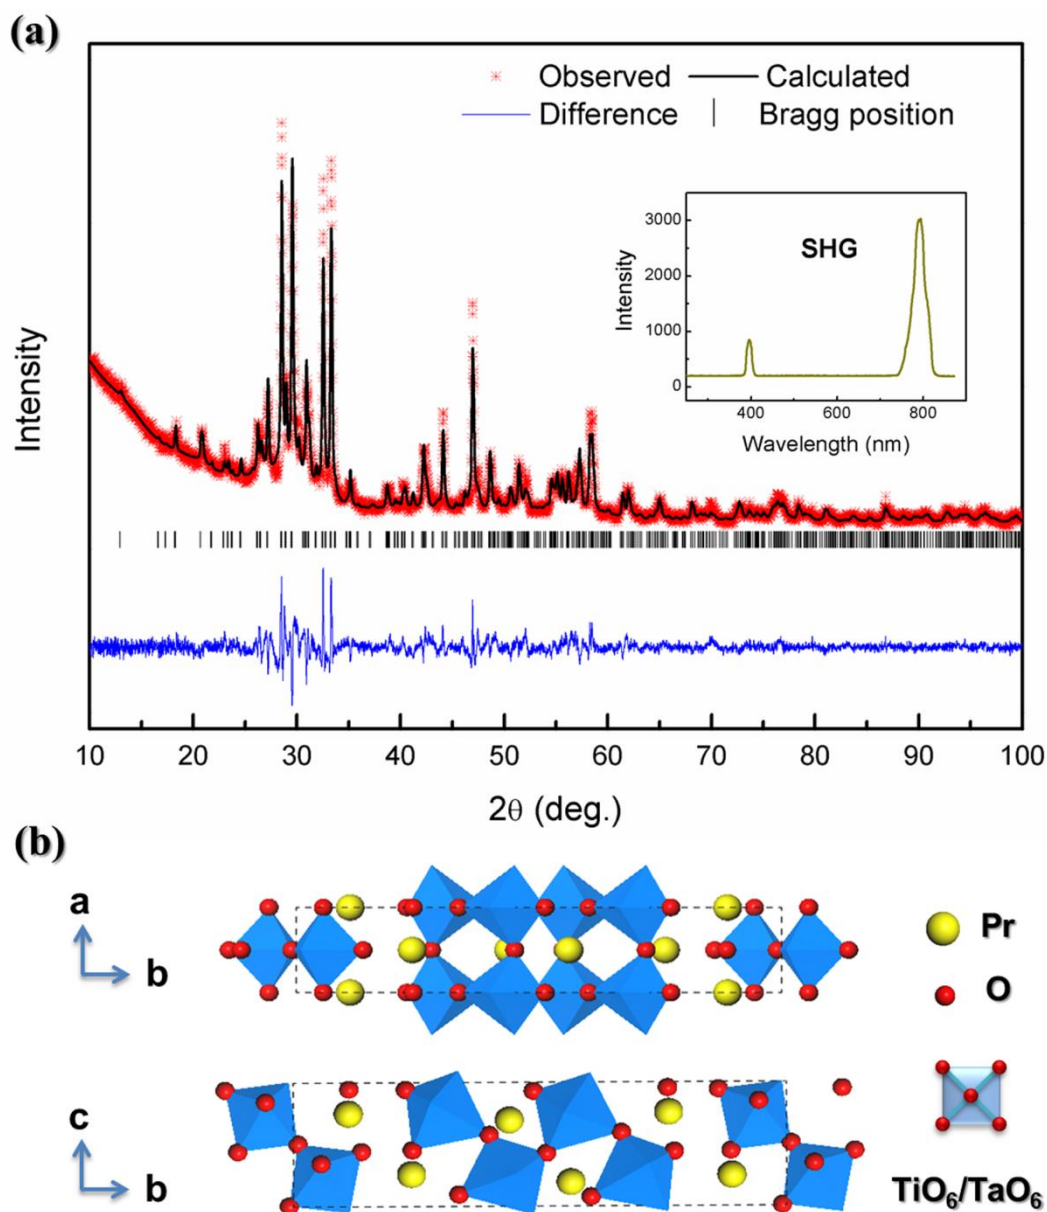 (a)
Observed
Calculated
Difference
Bragg position
SHG
Intensity
3000
2000
1000
0
400
600
800
Wavelength (nm)
Intensity
10 20 30 40 50 60 70 80 90 100
2θ (deg.)
(b)
a
b
Pr
O
c
b
TiO6/TaO6